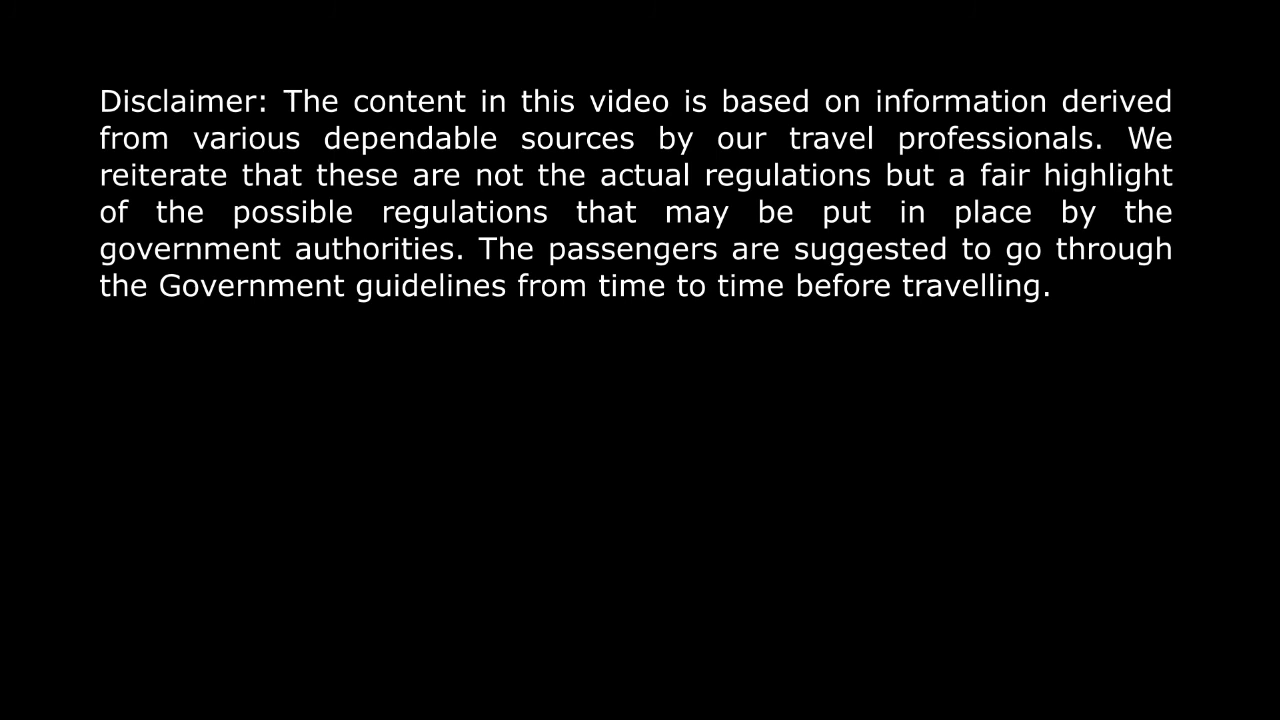 Disclaimer: The content in this video is based on information derived
from various dependable sources by our travel professionals. We
reiterate that these are not the actual regulations but a fair highlight
of the possible regulations that may be put in place by the
government authorities. The passengers are suggested to go through
the Government guidelines from time to time before travelling.